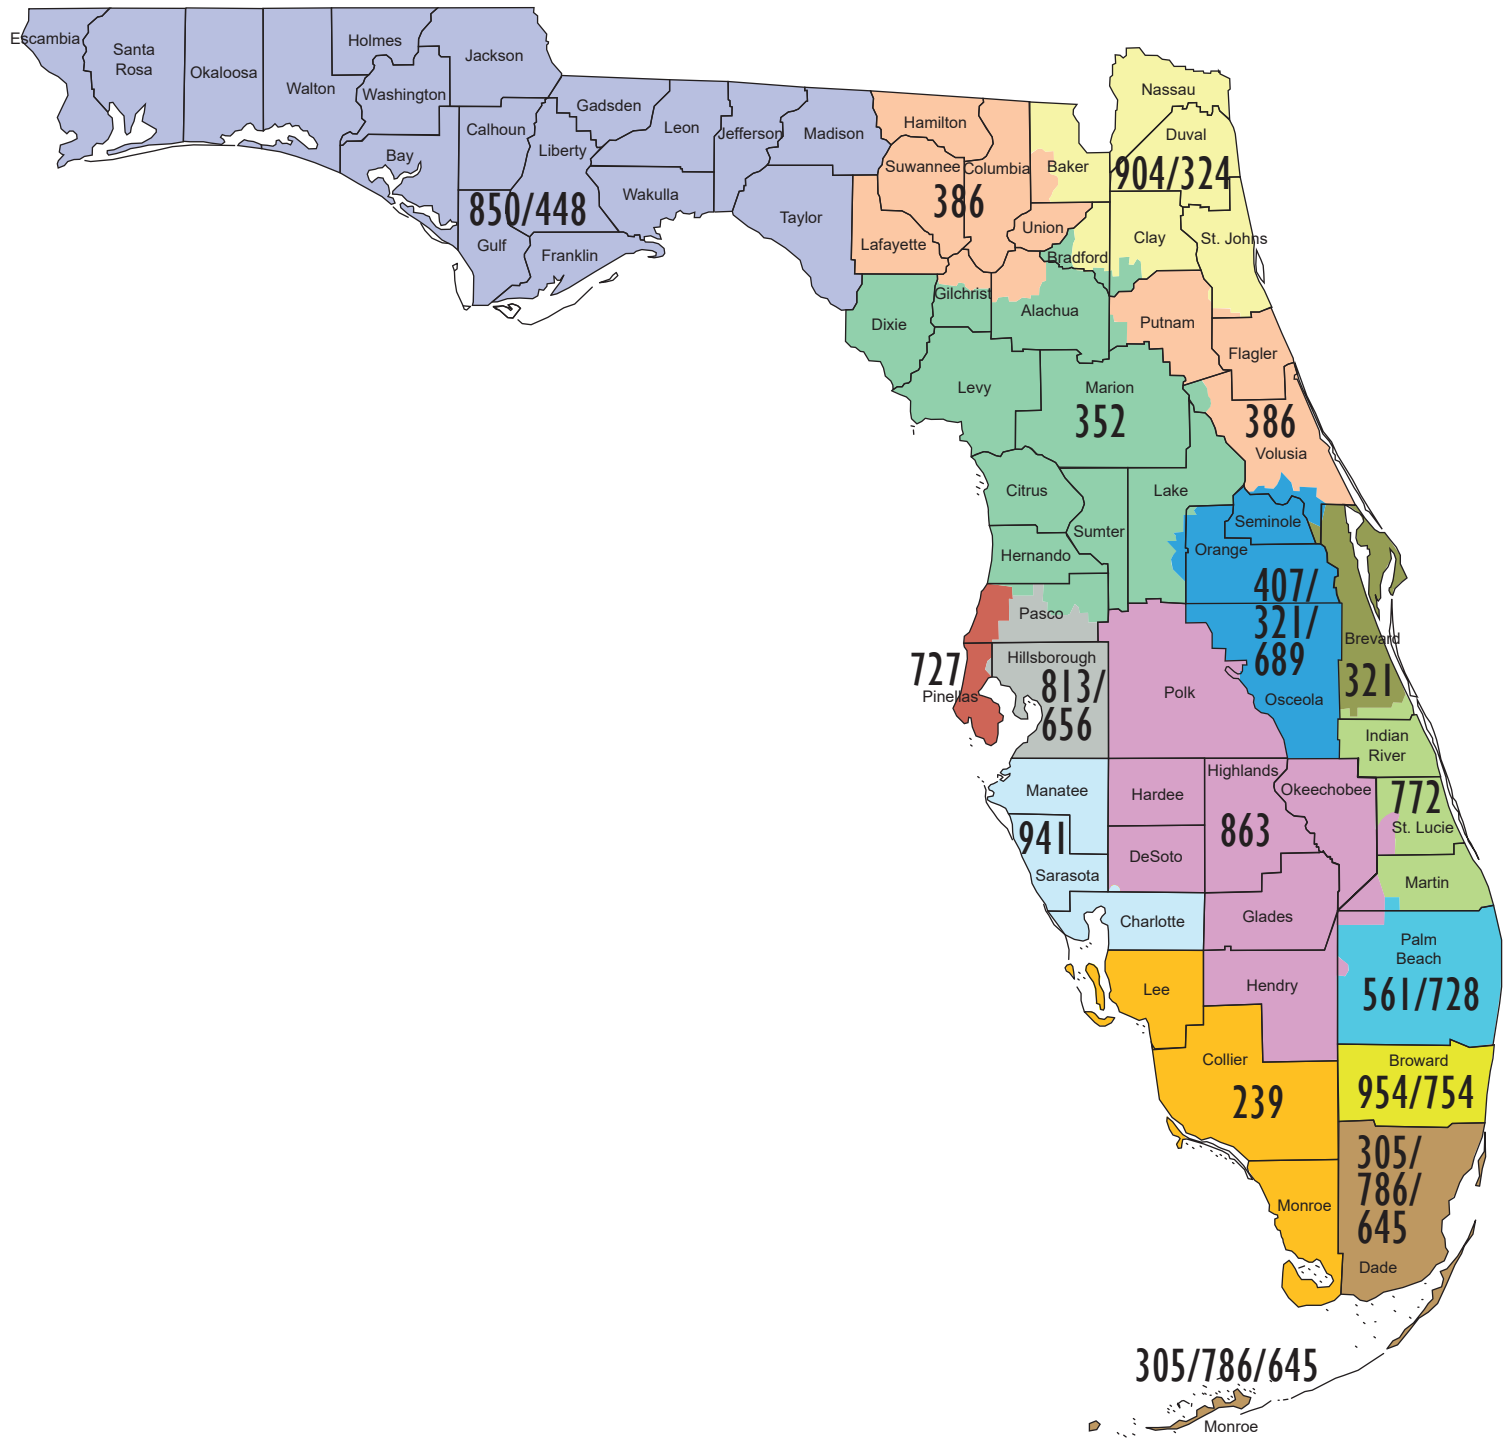 Escambia
Santa
Rosa
Okaloosa
Walton
Holmes
Washington
Jackson
Bay
Calhoun
Gulf
Liberty
Franklin
Gadsden
Leon
Wakulla
Jefferson
Madison
Taylor
850/448
Hamilton
Suwannee
Columbia
386
Lafayette
Union
Baker
Nassau
Duval
904/324
Clay
St. Johns
Bradford
Gilchrist
Dixie
Alachua
Putnam
Flagler
Levy
Marion
352
386
Volusia
Citrus
Lake
Sumter
Hernando
Seminole
Orange
407/
321/
689
Osceola
Brevard
321
Pasco
727
Pinellas
Hillsborough
813/
656
Polk
Indian
River
Manatee
941
Sarasota
Hardee
DeSoto
Highlands
863
Okeechobee
772
St. Lucie
Martin
Charlotte
Glades
Palm
Beach
561/728
Lee
Hendry
Collier
239
Broward
954/754
305/
786/
645
Dade
Monroe
305/786/645
Monroe